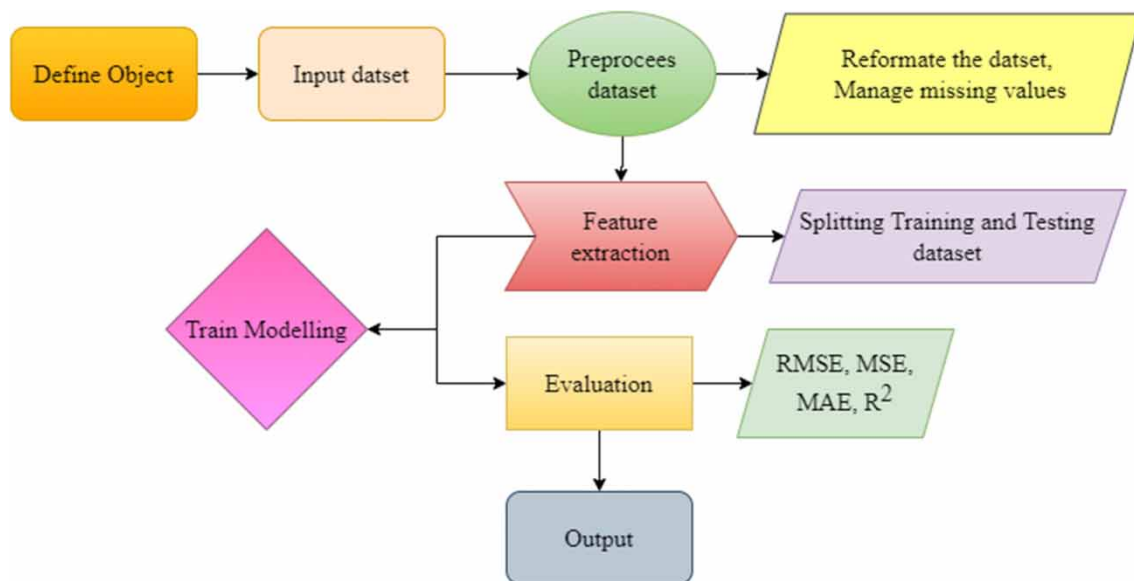 Define Object
Input datset
Preprocees
dataset
Reformate the datset,
Manage missing values
Feature
extraction
Splitting Training and Testing
dataset
Train Modelling
Evaluation
RMSE, MSE,
MAE, R²
Output